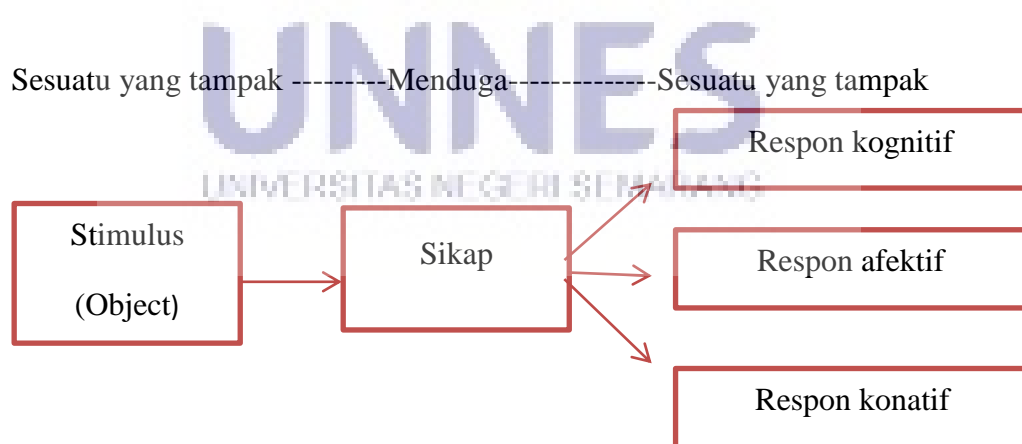 UNNES
Sesuatu yang tampak ---------Menduga--------------Sesuatu yang tampak
UNIVERSITAS NEGERI SEMARANG
Respon kognitif
Stimulus
(Object)
Sikap
Respon afektif
Respon konatif